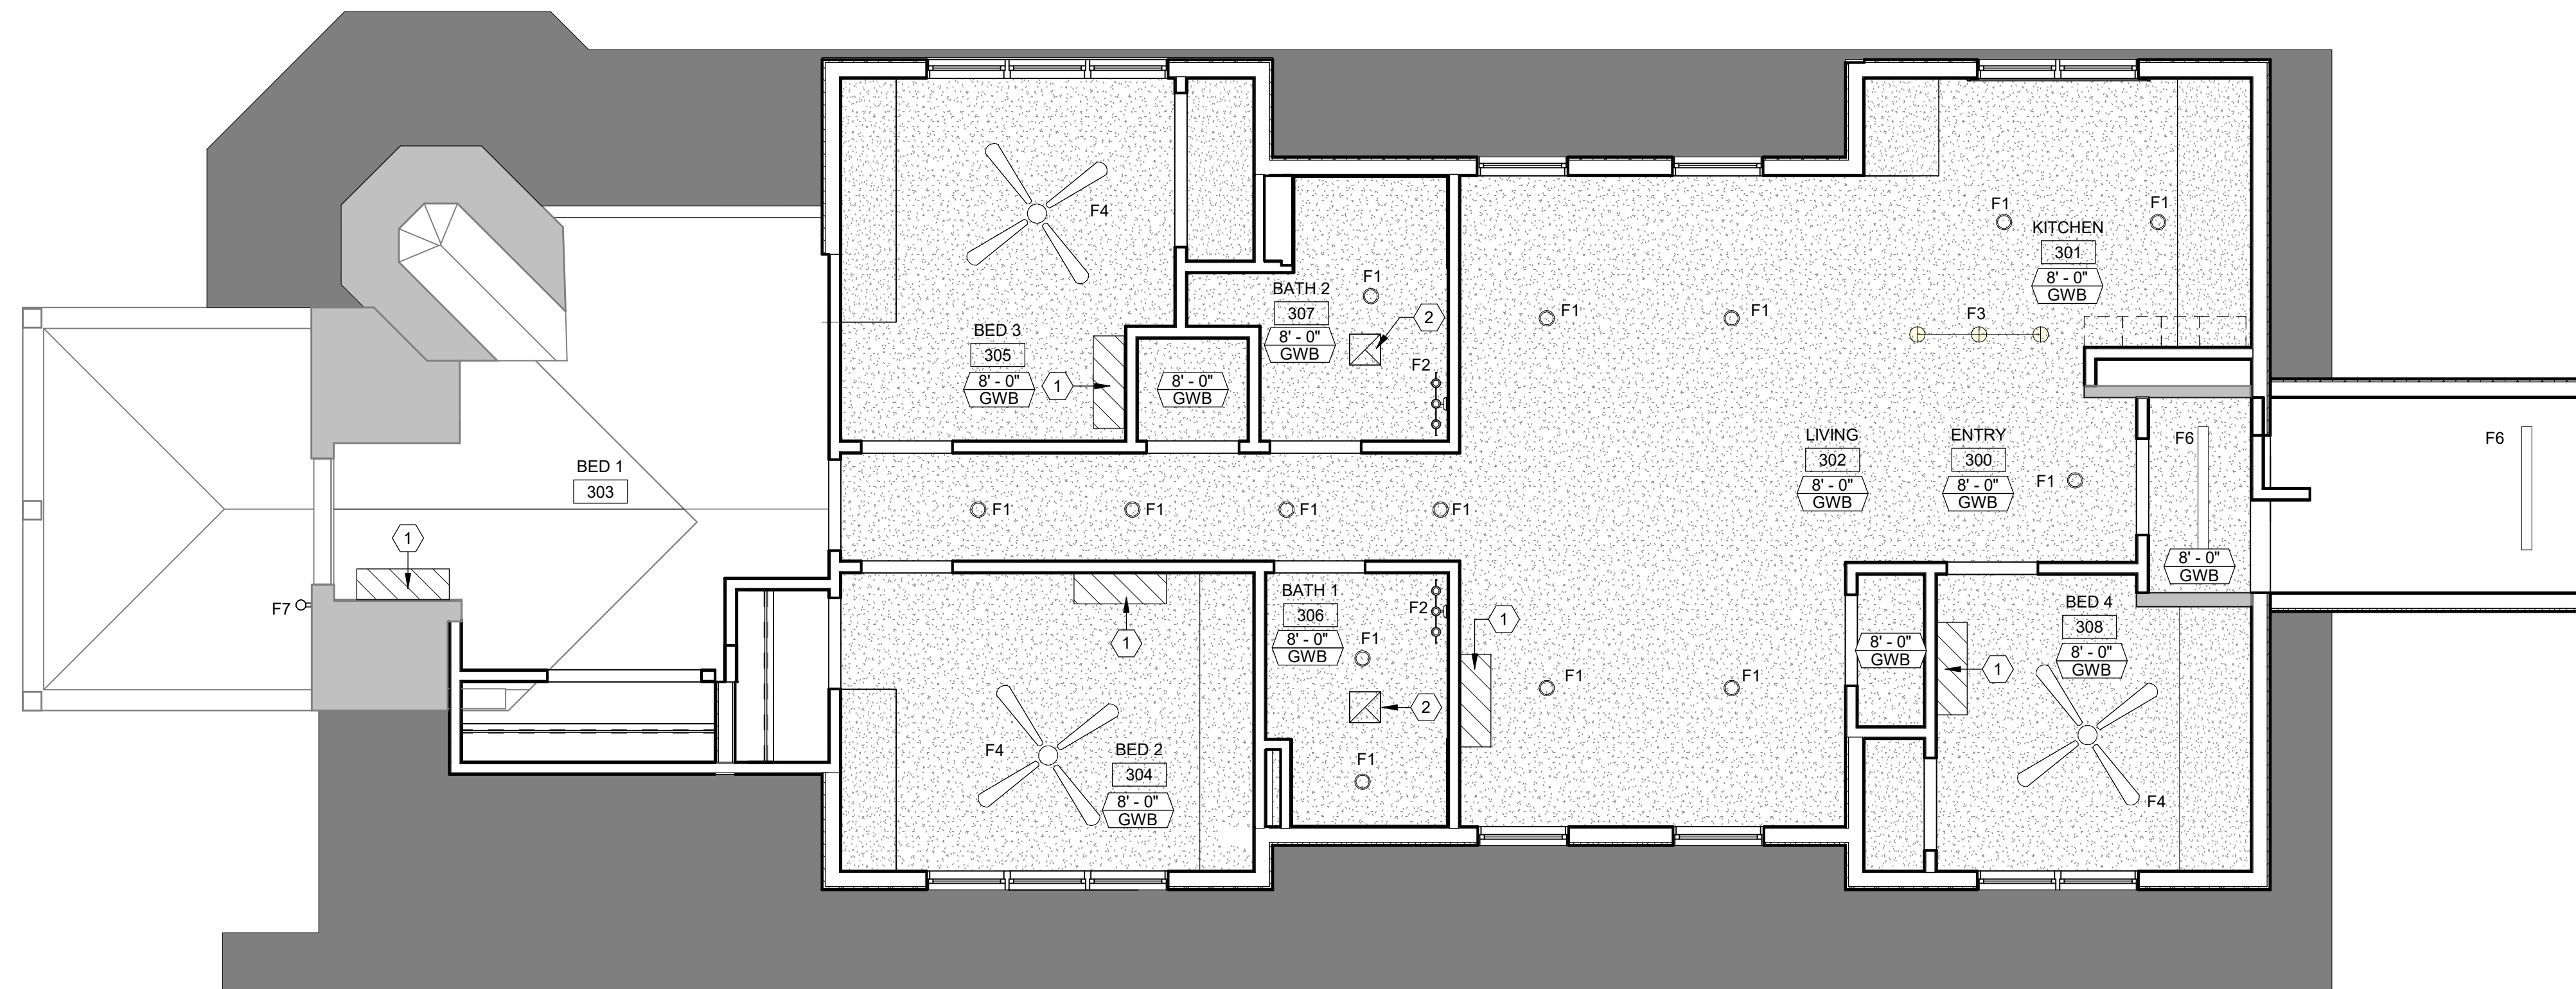 F4
BED 3
305
8' - 0"
GWB
1
8' - 0"
GWB
BATH 2
307
8' - 0"
GWB
F1
2
F2
F1
F1
F1
F1
KITCHEN
301
8' - 0"
GWB
F3
LIVING
302
8' - 0"
GWB
ENTRY
300
8' - 0"
GWB
F1
F6
8' - 0"
GWB
F6
BED 1
303
1
F7
F1
F1
F1
F1
1
F4
BED 2
304
8' - 0"
GWB
BATH 1
306
8' - 0"
GWB
F1
F2
2
F1
1
F1
F1
8' - 0"
GWB
1
BED 4
308
8' - 0"
GWB
F4